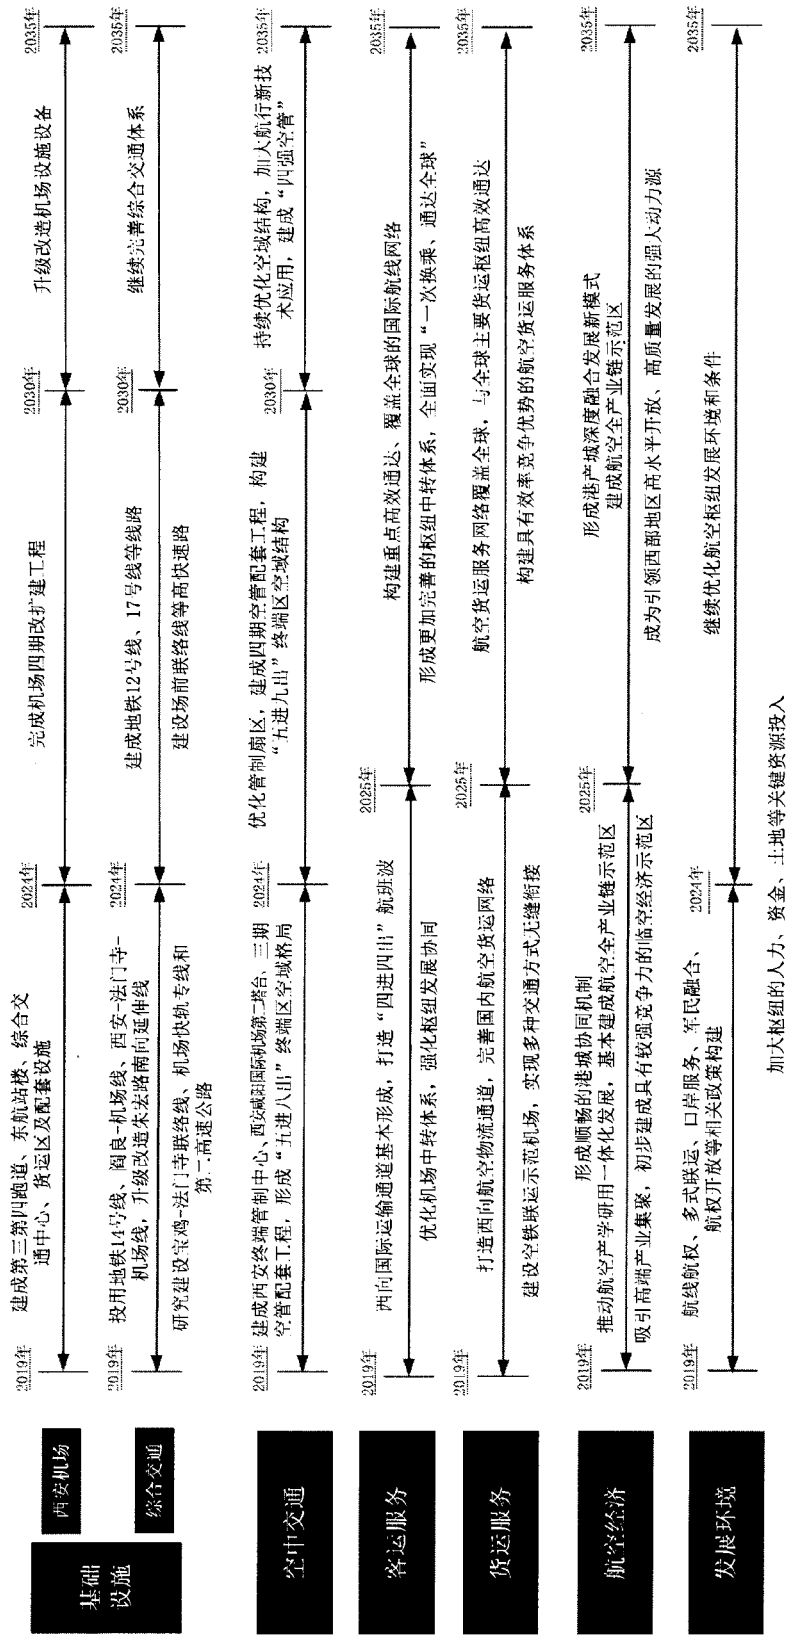 基础
设施
西安机场
2019年
建成第三第四跑道、东航站楼、综合交
通中心、货运区及配套设施
2024年
完成机场四期改扩建工程
2030年
升级改造机场设施设备
2035年
综合交通
2019年
投用地铁14号线、阎良-机场线、西安-法门寺-
机场线，升级改造朱宏路南向延伸线
研究建设宝鸡-法门寺联络线、机场快轨专线和
第二高速公路
2024年
建成地铁12号线、17号线等线路
建设场前联络线等高快速路
2030年
继续完善综合交通体系
2035年
空中交通
2019年
建成西安终端管制中心、西安咸阳国际机场第二塔台、三期
空管配套工程，形成“五进八出”终端区空域格局
2024年
优化管制扇区，建成四期空管配套工程，构建
“五进九出”终端区空域结构
2030年
持续优化空域结构，加大航行新技
术应用，建成“四强空管”
2035年
客运服务
2019年
西向国际运输通道基本形成，打造“四进四出”航班波
优化机场中转体系，强化枢纽发展协同
2025年
构建重点高效通达、覆盖全球的国际航线网络
形成更加完善的枢纽中转体系，全面实现“一次换乘、通达全球”
2035年
货运服务
2019年
打造西向航空物流通道，完善国内航空货运网络
建设空铁联运示范机场，实现多种交通方式无缝衔接
2025年
航空货运服务网络覆盖全球，与全球主要货运枢纽高效通达
构建具有效率竞争优势的航空货运服务体系
2035年
航空经济
2019年
形成顺畅的港城协同机制
推动航空产学研用一体化发展，基本建成航空全产业链示范区
吸引高端产业集聚，初步建成具有较强竞争力的临空经济示范区
2025年
形成港产城深度融合发展新模式
建成航空全产业链示范区
成为引领西部地区高水平开放、高质量发展的强大动力源
2035年
发展环境
2019年
航线航权、多式联运、口岸服务、军民融合、
航权开放等相关政策构建
2024年
继续优化航空枢纽发展环境和条件
2035年
加大枢纽的人力、资金、土地等关键资源投入